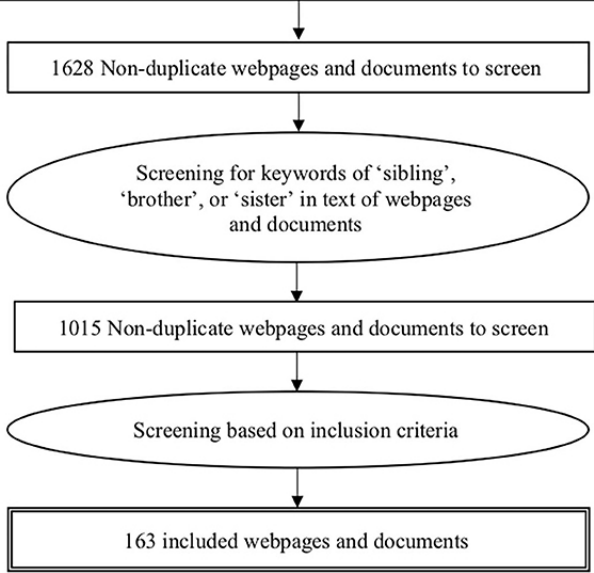 1628 Non-duplicate webpages and documents to screen
Screening for keywords of ‘sibling’,
‘brother’, or ‘sister’ in text of webpages
and documents
1015 Non-duplicate webpages and documents to screen
Screening based on inclusion criteria
163 included webpages and documents